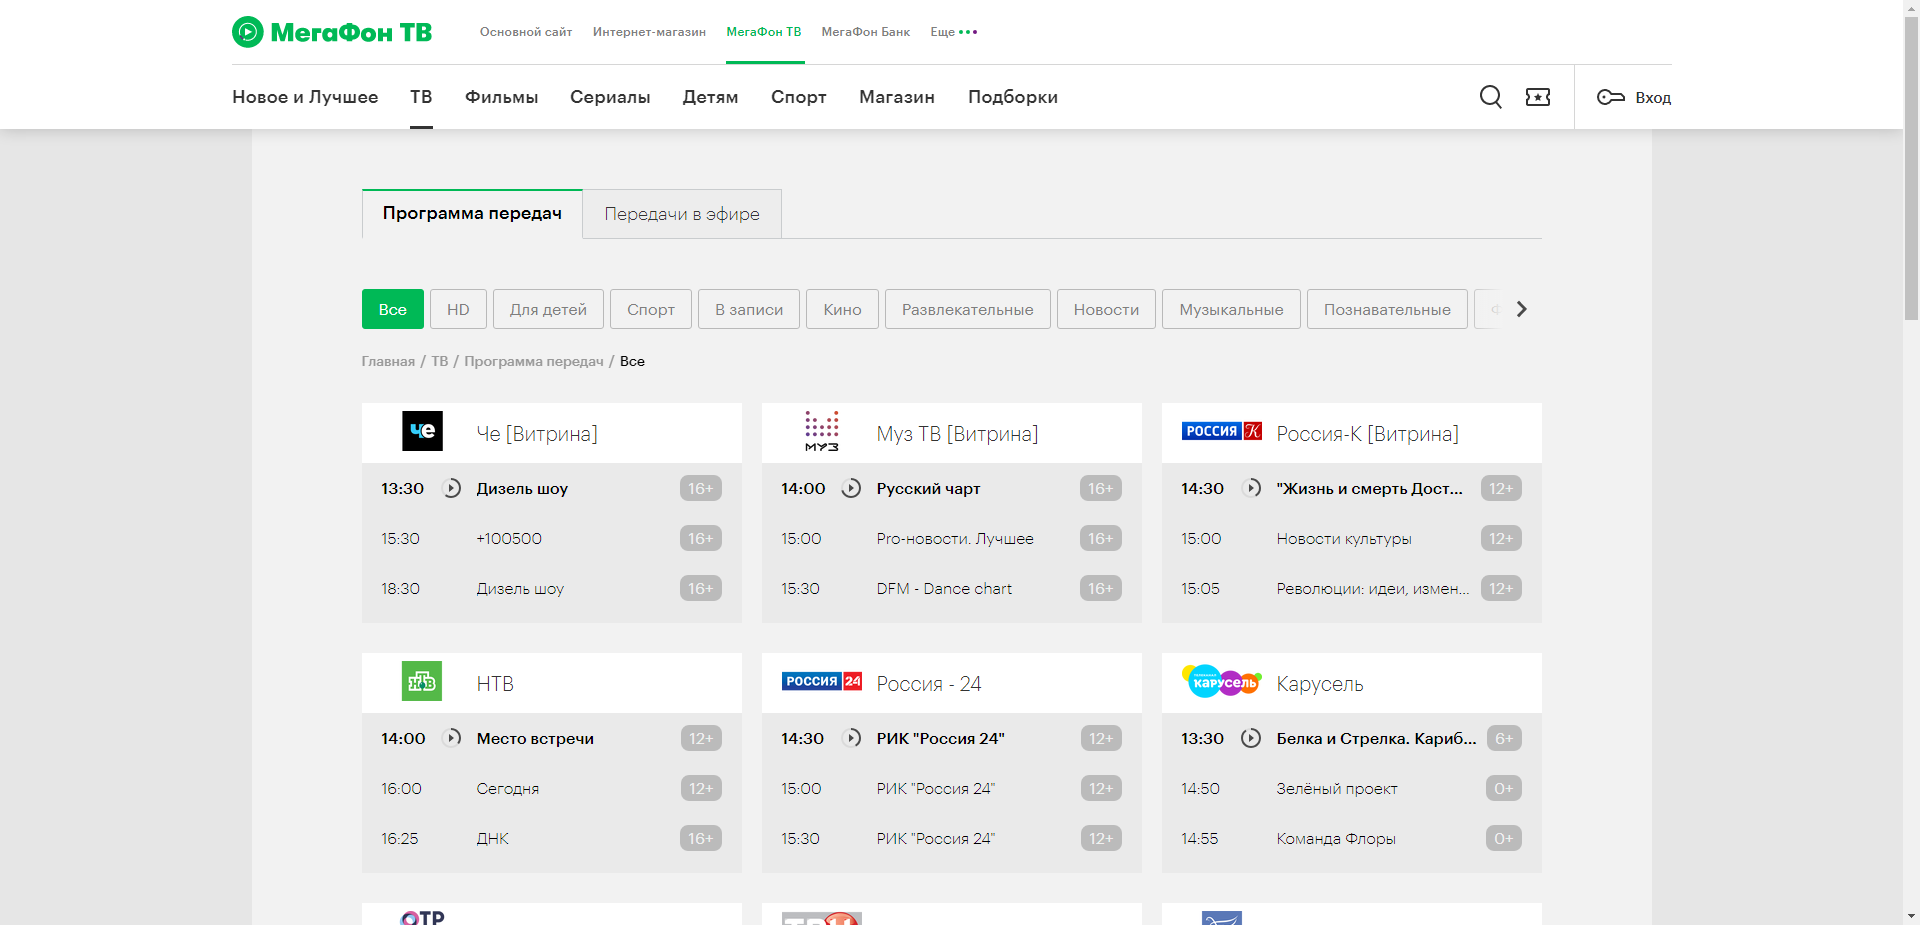 МегаФон ТВ
Основной сайт Интернет-магазин МегаФон ТВ МегаФон Банк Еще
Новое и Лучшее ТВ Фильмы Сериалы Детям Спорт Магазин Подборки Вход
Программа передач Передачи в эфире
Все HD Для детей Спорт В записи Кино Развлекательные Новости Музыкальные Познавательные
Главная / ТВ / Программа передач / Все
че Че [Витрина]
13:30 Дизель шоу 16+
15:30 +100500 16+
18:30 Дизель шоу 16+
МУЗ Муз ТВ [Витрина]
14:00 Русский чарт 16+
15:00 Pro-новости. Лучшее 16+
15:30 DFM - Dance chart 16+
РОССИЯ К Россия-К [Витрина]
14:30 "Жизнь и смерть Дост... 12+
15:00 Новости культуры 12+
15:05 Революции: идеи, измен... 12+
НТВ НТВ
14:00 Место встречи 12+
16:00 Сегодня 12+
16:25 ДНК 16+
РОССИЯ 24 Россия - 24
14:30 РИК "Россия 24" 12+
15:00 РИК "Россия 24" 12+
15:30 РИК "Россия 24" 12+
карусель Карусель
13:30 Белка и Стрелка. Кариб... 6+
14:50 Зелёный проект 0+
14:55 Команда Флоры 0+
ОТР